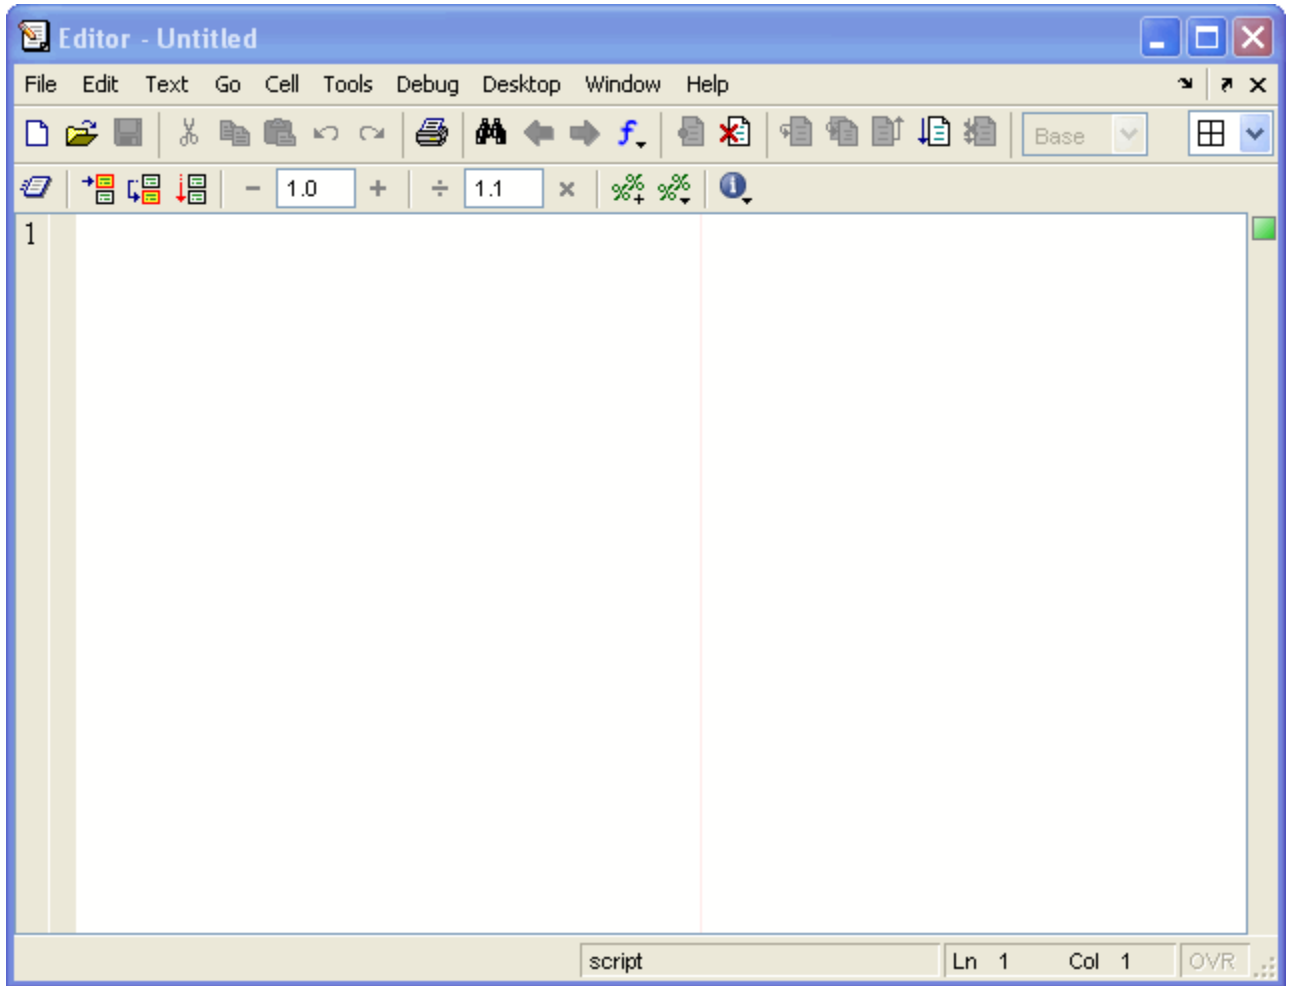 Editor - Untitled
File Edit Text Go Cell Tools Debug Desktop Window Help
Base
− 1.0 + ÷ 1.1 ×
1
script Ln 1 Col 1 OVR